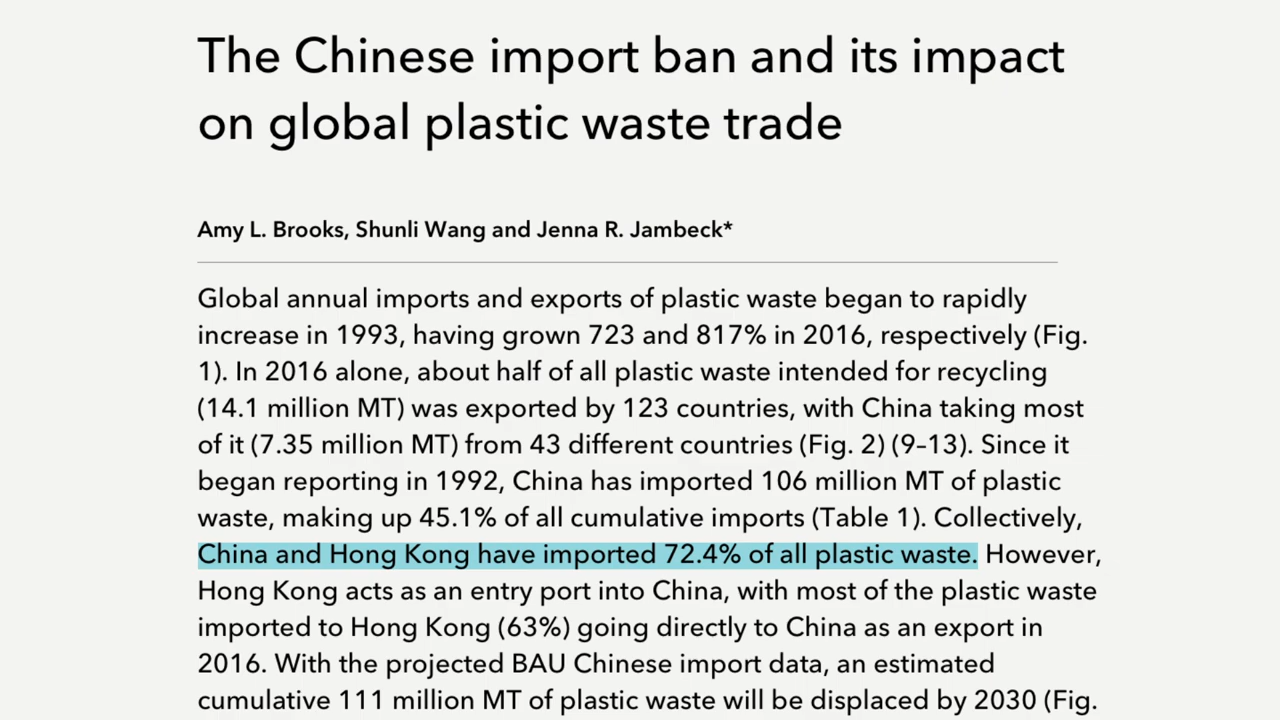 The Chinese import ban and its impact
on global plastic waste trade
Amy L. Brooks, Shunli Wang and Jenna R. Jambeck*
Global annual imports and exports of plastic waste began to rapidly
increase in 1993, having grown 723 and 817% in 2016, respectively (Fig.
1). In 2016 alone, about half of all plastic waste intended for recycling
(14.1 million MT) was exported by 123 countries, with China taking most
of it (7.35 million MT) from 43 different countries (Fig. 2) (9–13). Since it
began reporting in 1992, China has imported 106 million MT of plastic
waste, making up 45.1% of all cumulative imports (Table 1). Collectively,
China and Hong Kong have imported 72.4% of all plastic waste. However,
Hong Kong acts as an entry port into China, with most of the plastic waste
imported to Hong Kong (63%) going directly to China as an export in
2016. With the projected BAU Chinese import data, an estimated
cumulative 111 million MT of plastic waste will be displaced by 2030 (Fig.